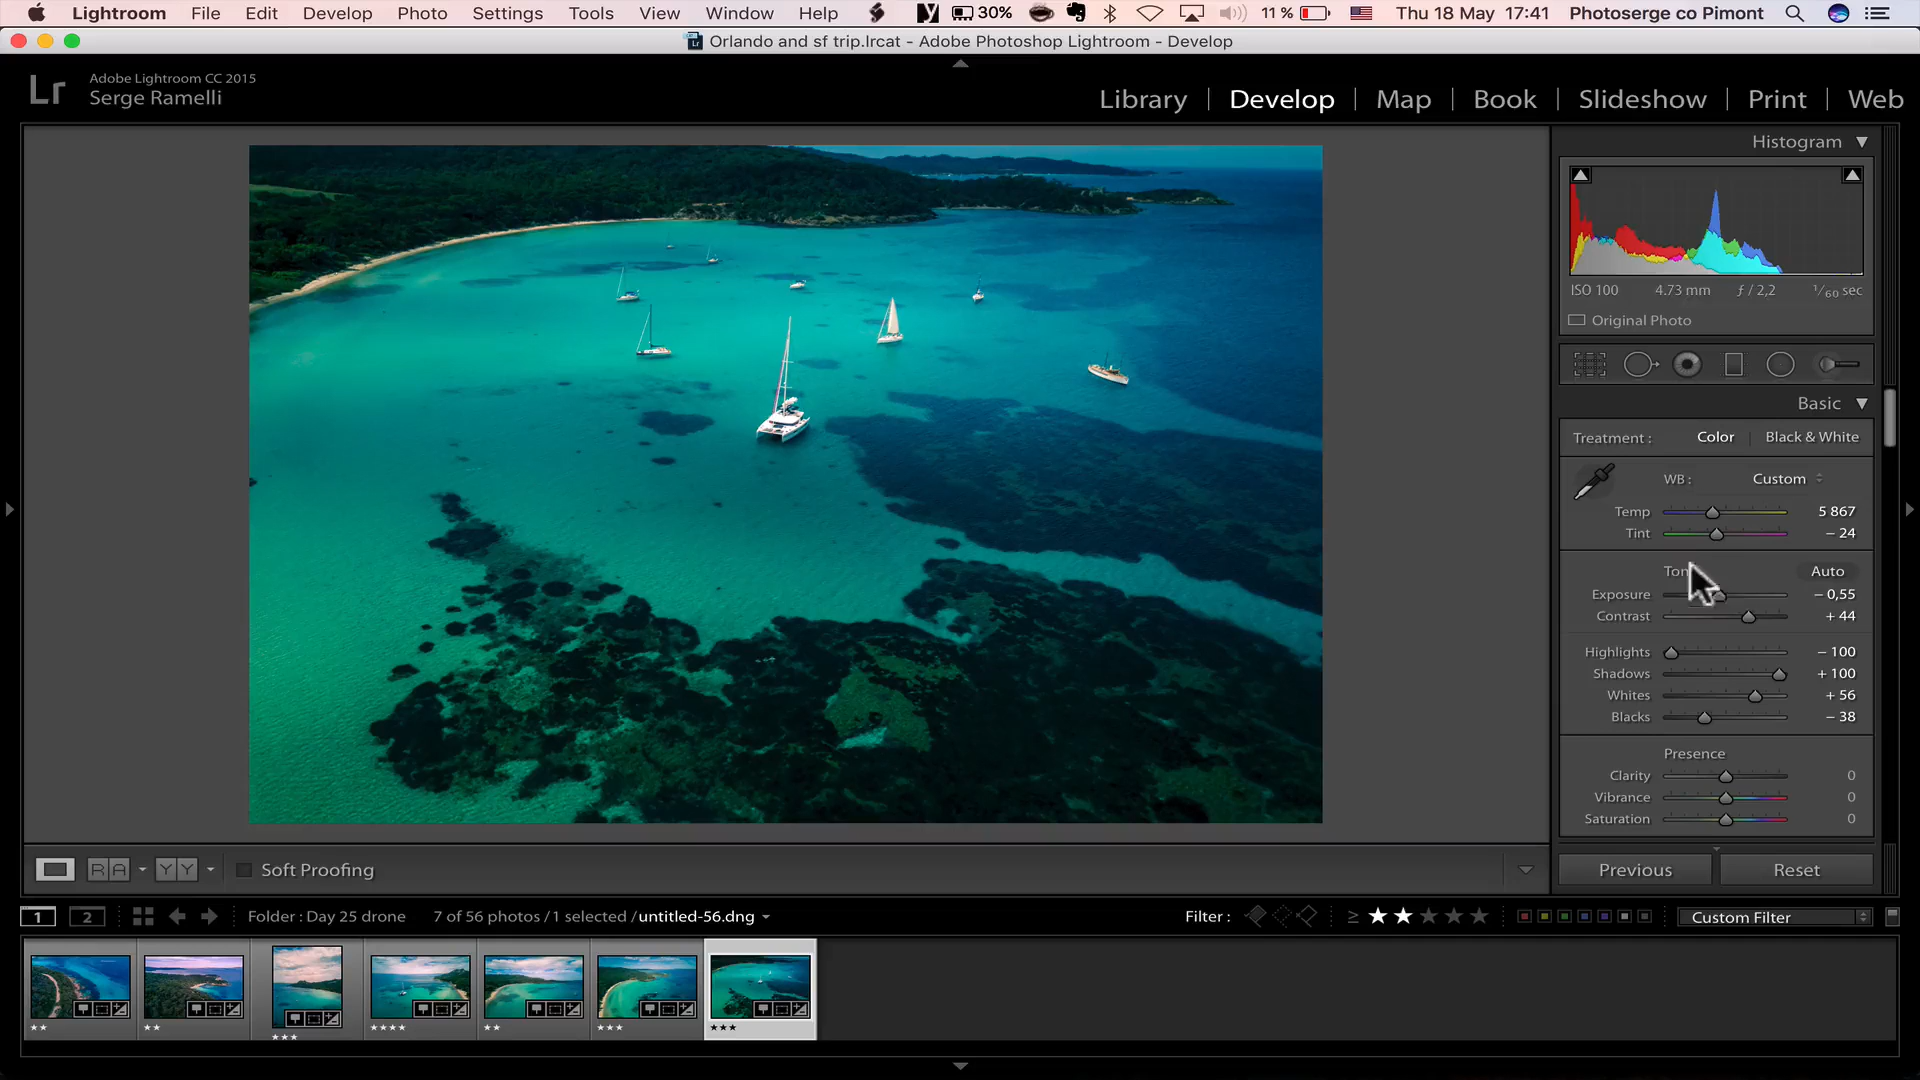 Lightroom File Edit Develop Photo Settings Tools View Window Help 30% 11 % Thu 18 May 17:41 Photoserge co Pimont
Orlando and sf trip.lrcat - Adobe Photoshop Lightroom - Develop
Lr
Adobe Lightroom CC 2015
Serge Ramelli
Library | Develop | Map | Book | Slideshow | Print | Web
Histogram
ISO 100 4.73 mm ƒ / 2,2 1/60 sec
Original Photo
Basic
Treatment : Color Black & White
WB : Custom
Temp 5 867
Tint – 24
Auto
Exposure – 0,55
Contrast + 44
Highlights – 100
Shadows + 100
Whites + 56
Blacks – 38
Presence
Clarity 0
Vibrance 0
Saturation 0
R A Y Y Soft Proofing
Previous Reset
1 2 Folder : Day 25 drone 7 of 56 photos / 1 selected / untitled-56.dng Filter : ≥ Custom Filter